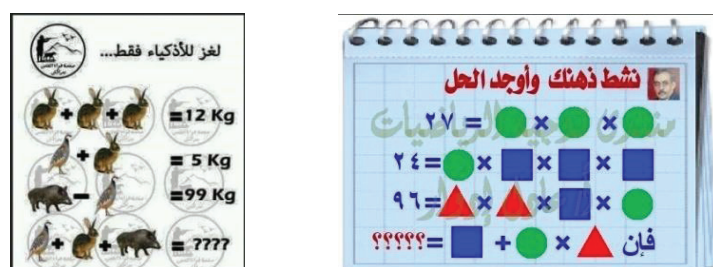 لغز للأذكياء فقط...
=12 Kg
= 5 Kg
=99 Kg
= ????
نشط ذهنك وأوجد الحل
٢٧ = × ×
٢٤ = × × ×
٩٦ = × × ×
فإن × + = ؟؟؟؟؟